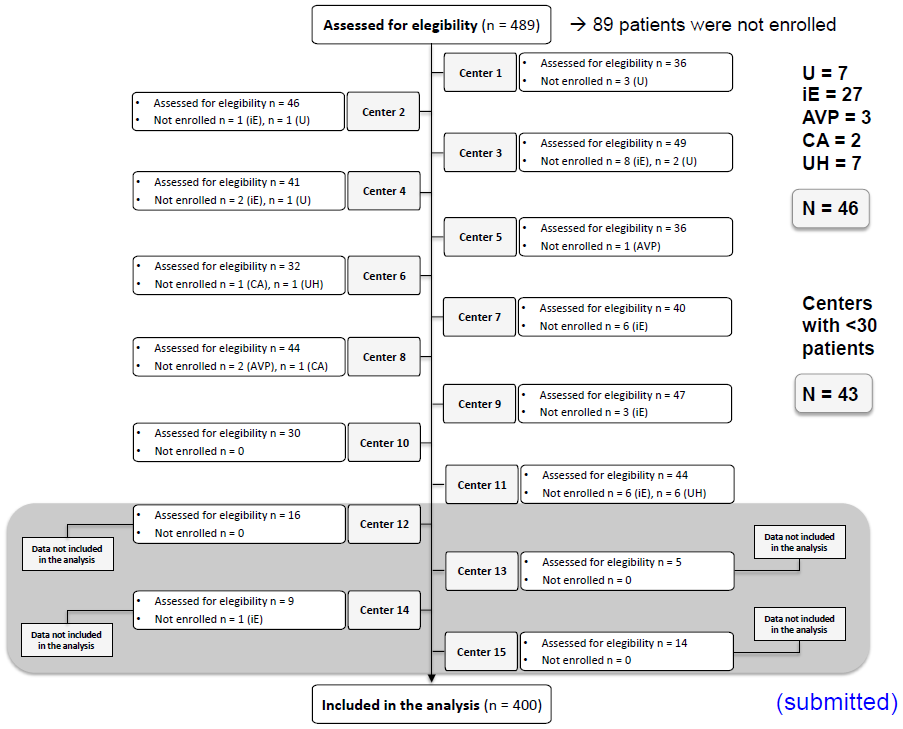 Assessed for elegibility (n = 489)
→ 89 patients were not enrolled
Center 1
• Assessed for elegibility n = 36
• Not enrolled n = 3 (U)
U = 7
iE = 27
AVP = 3
CA = 2
UH = 7
N = 46
• Assessed for elegibility n = 46
• Not enrolled n = 1 (iE), n = 1 (U)
Center 2
Center 3
• Assessed for elegibility n = 49
• Not enrolled n = 8 (iE), n = 2 (U)
• Assessed for elegibility n = 41
• Not enrolled n = 2 (iE), n = 1 (U)
Center 4
Center 5
• Assessed for elegibility n = 36
• Not enrolled n = 1 (AVP)
• Assessed for elegibility n = 32
• Not enrolled n = 1 (CA), n = 1 (UH)
Center 6
Center 7
• Assessed for elegibility n = 40
• Not enrolled n = 6 (iE)
Centers
with <30
patients
N = 43
• Assessed for elegibility n = 44
• Not enrolled n = 2 (AVP), n = 1 (CA)
Center 8
Center 9
• Assessed for elegibility n = 47
• Not enrolled n = 3 (iE)
• Assessed for elegibility n = 30
• Not enrolled n = 0
Center 10
Center 11
• Assessed for elegibility n = 44
• Not enrolled n = 6 (iE), n = 6 (UH)
• Assessed for elegibility n = 16
• Not enrolled n = 0
Center 12
Data not included
in the analysis
Center 13
• Assessed for elegibility n = 5
• Not enrolled n = 0
Data not included
in the analysis
• Assessed for elegibility n = 9
• Not enrolled n = 1 (iE)
Center 14
Data not included
in the analysis
Center 15
• Assessed for elegibility n = 14
• Not enrolled n = 0
Data not included
in the analysis
Included in the analysis (n = 400)
(submitted)